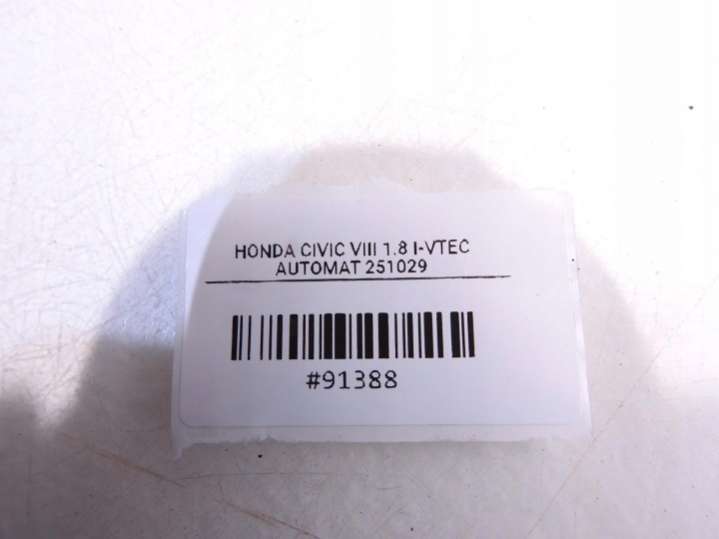 HONDA CIVIC VIII 1.8 I-VTEC
AUTOMAT 251029
#91388